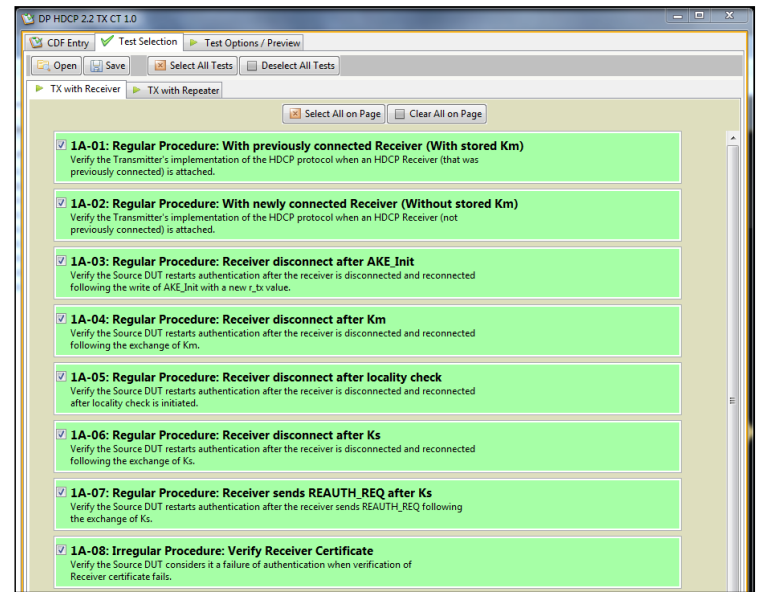 DP HDCP 2.2 TX CT 1.0
CDF Entry Test Selection Test Options / Preview
Open Save Select All Tests Deselect All Tests
TX with Receiver TX with Repeater
Select All on Page Clear All on Page
1A-01: Regular Procedure: With previously connected Receiver (With stored Km)
Verify the Transmitter's implementation of the HDCP protocol when an HDCP Receiver (that was
previously connected) is attached.
1A-02: Regular Procedure: With newly connected Receiver (Without stored Km)
Verify the Transmitter's implementation of the HDCP protocol when an HDCP Receiver (not
previously connected) is attached.
1A-03: Regular Procedure: Receiver disconnect after AKE_Init
Verify the Source DUT restarts authentication after the receiver is disconnected and reconnected
following the write of AKE_Init with a new r_tx value.
1A-04: Regular Procedure: Receiver disconnect after Km
Verify the Source DUT restarts authentication after the receiver is disconnected and reconnected
following the exchange of Km.
1A-05: Regular Procedure: Receiver disconnect after locality check
Verify the Source DUT restarts authentication after the receiver is disconnected and reconnected
after locality check is initiated.
1A-06: Regular Procedure: Receiver disconnect after Ks
Verify the Source DUT restarts authentication after the receiver is disconnected and reconnected
following the exchange of Ks.
1A-07: Regular Procedure: Receiver sends REAUTH_REQ after Ks
Verify the Source DUT restarts authentication after the receiver sends REAUTH_REQ following
the exchange of Ks.
1A-08: Irregular Procedure: Verify Receiver Certificate
Verify the Source DUT considers it a failure of authentication when verification of
Receiver certificate fails.